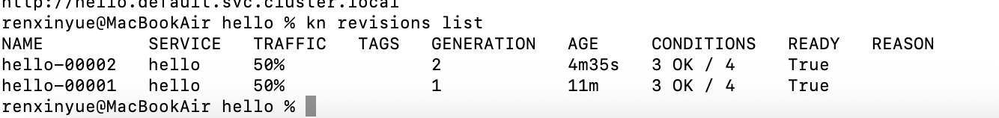 http://hello.default.svc.cluster.local
renxinyue@MacBookAir hello % kn revisions list
NAME SERVICE TRAFFIC TAGS GENERATION AGE CONDITIONS READY REASON
hello-00002 hello 50% 2 4m35s 3 OK / 4 True
hello-00001 hello 50% 1 11m 3 OK / 4 True
renxinyue@MacBookAir hello %